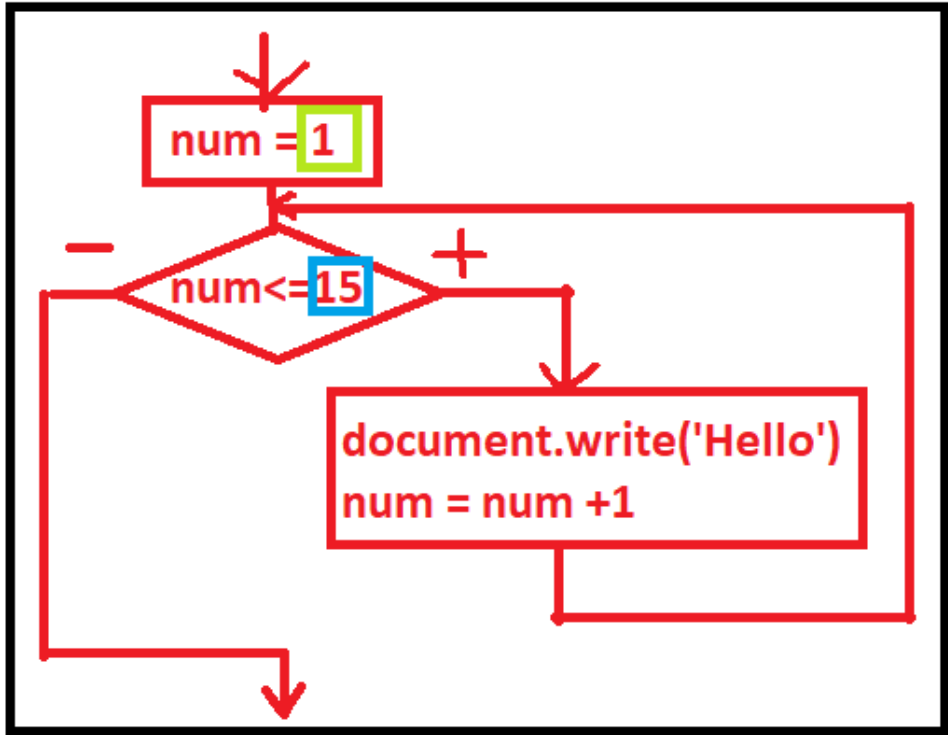 num = 1
num<=15
−
+
document.write('Hello')
num = num +1